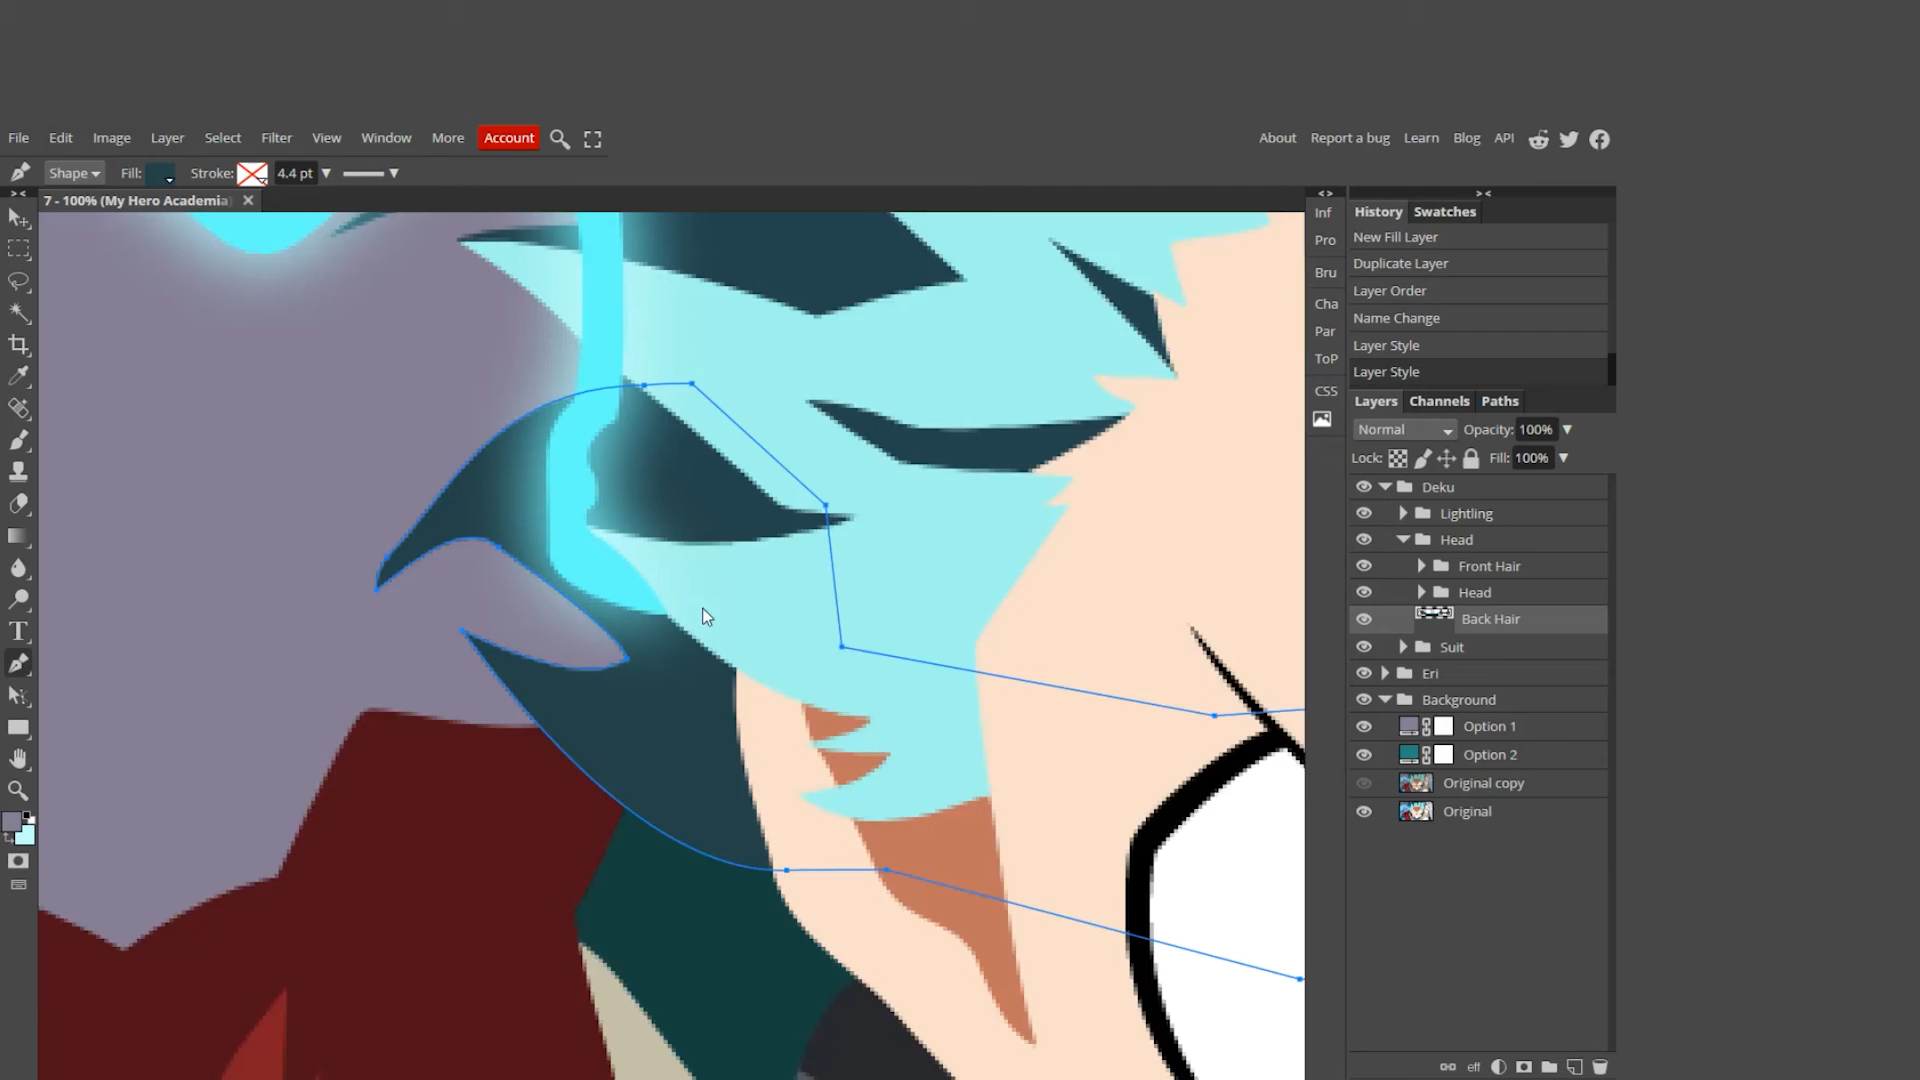 File Edit Image Layer Select Filter View Window More Account
About Report a bug Learn Blog API
Shape Fill: Stroke: 4.4 pt
7 - 100% (My Hero Academia
Inf
Pro
Bru
Cha
Par
ToP
CSS
History Swatches
New Fill Layer
Duplicate Layer
Layer Order
Name Change
Layer Style
Layer Style
Layers Channels Paths
Normal Opacity: 100%
Lock: Fill: 100%
Deku
Lightling
Head
Front Hair
Head
Back Hair
Suit
Eri
Background
Option 1
Option 2
Original copy
Original
eff